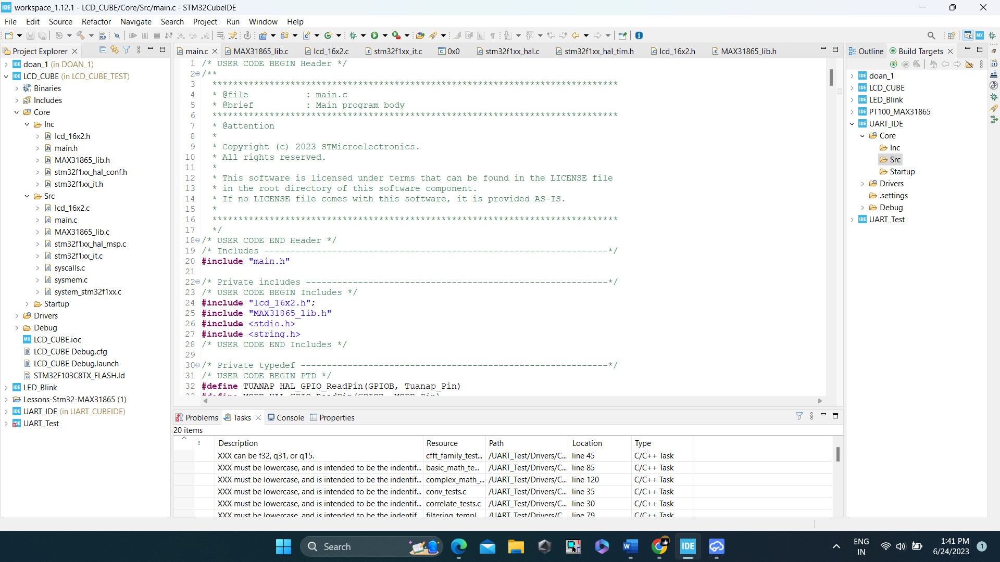 IDE workspace_1.12.1 - LCD_CUBE/Core/Src/main.c - STM32CubeIDE
File Edit Source Refactor Navigate Search Project Run Window Help
Project Explorer
doan_1 (in DOAN_1)
LCD_CUBE (in LCD_CUBE_TEST)
Binaries
Includes
Core
Inc
lcd_16x2.h
main.h
MAX31865_lib.h
stm32f1xx_hal_conf.h
stm32f1xx_it.h
Src
lcd_16x2.c
main.c
MAX31865_lib.c
stm32f1xx_hal_msp.c
stm32f1xx_it.c
syscalls.c
sysmem.c
system_stm32f1xx.c
Startup
Drivers
Debug
LCD_CUBE.ioc
LCD_CUBE Debug.cfg
LCD_CUBE Debug.launch
STM32F103C8TX_FLASH.ld
LED_Blink
Lessons-Stm32-MAX31865 (1)
UART_IDE (in UART_CUBEIDE)
UART_Test
main.c MAX31865_lib.c lcd_16x2.c stm32f1xx_it.c 0x0 stm32f1xx_hal.c stm32f1xx_hal_tim.h lcd_16x2.h MAX31865_lib.h
1 /* USER CODE BEGIN Header */
2 /**
3 ******************************************************************************
4 * @file : main.c
5 * @brief : Main program body
6 ******************************************************************************
7 * @attention
8 *
9 * Copyright (c) 2023 STMicroelectronics.
10 * All rights reserved.
11 *
12 * This software is licensed under terms that can be found in the LICENSE file
13 * in the root directory of this software component.
14 * If no LICENSE file comes with this software, it is provided AS-IS.
15 *
16 ******************************************************************************
17 */
18 /* USER CODE END Header */
19 /* Includes ------------------------------------------------------------------*/
20 #include "main.h"
21
22 /* Private includes ----------------------------------------------------------*/
23 /* USER CODE BEGIN Includes */
24 #include "lcd_16x2.h";
25 #include "MAX31865_lib.h"
26 #include <stdio.h>
27 #include <string.h>
28 /* USER CODE END Includes */
29
30 /* Private typedef -----------------------------------------------------------*/
31 /* USER CODE BEGIN PTD */
32 #define TUANAP HAL_GPIO_ReadPin(GPIOB, Tuanap_Pin)
33 #define MODE HAL_GPIO_ReadPin(GPIOB, MODE_Pin)
Problems Tasks Console Properties
20 items
! Description Resource Path Location Type
XXX can be f32, q31, or q15. cfft_family_test... /UART_Test/Drivers/C... line 45 C/C++ Task
XXX must be lowercase, and is intended to be the indentif... basic_math_te... /UART_Test/Drivers/C... line 85 C/C++ Task
XXX must be lowercase, and is intended to be the indentif... complex_math_... /UART_Test/Drivers/C... line 120 C/C++ Task
XXX must be lowercase, and is intended to be the indentif... conv_tests.c /UART_Test/Drivers/C... line 35 C/C++ Task
XXX must be lowercase, and is intended to be the indentif... correlate_tests.c /UART_Test/Drivers/C... line 30 C/C++ Task
XXX must be lowercase, and is intended to be the indentif... filtering_templ... /UART_Test/Drivers/C... line 79 C/C++ Task
Outline Build Targets
doan_1
LCD_CUBE
LED_Blink
PT100_MAX31865
UART_IDE
Core
Inc
Src
Startup
Drivers
.settings
Debug
UART_Test
Search
IDE
ENG
IN
1:41 PM
6/24/2023
1